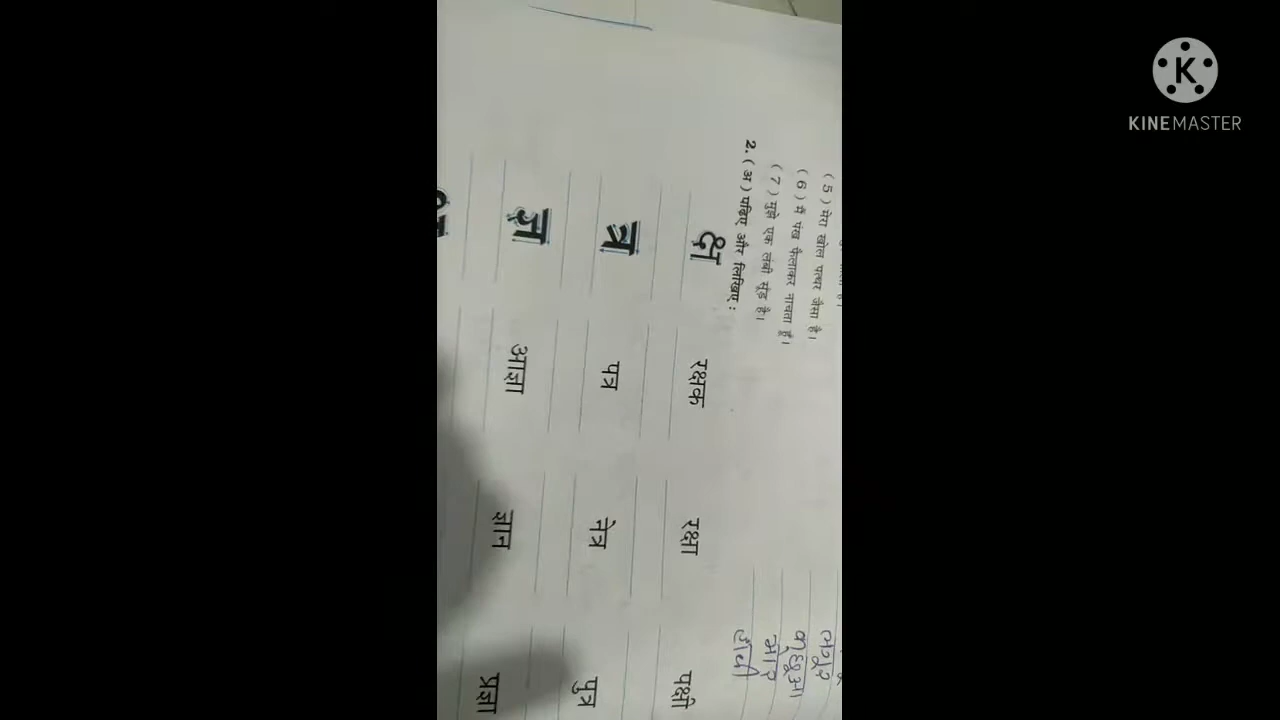 (5) मेरा खोल पत्थर जैसा है।
कछुआ
(6) मैं पंख फैलाकर नाचता हूँ।
मोर
(7) मुझे एक लंबी सूँड़ है।
हाथी
2. (अ) पढ़िए और लिखिए :
क्ष रक्षक रक्षा पक्षी
त्र पत्र नेत्र पुत्र
ज्ञ आज्ञा ज्ञान प्रज्ञा
K
KINEMASTER